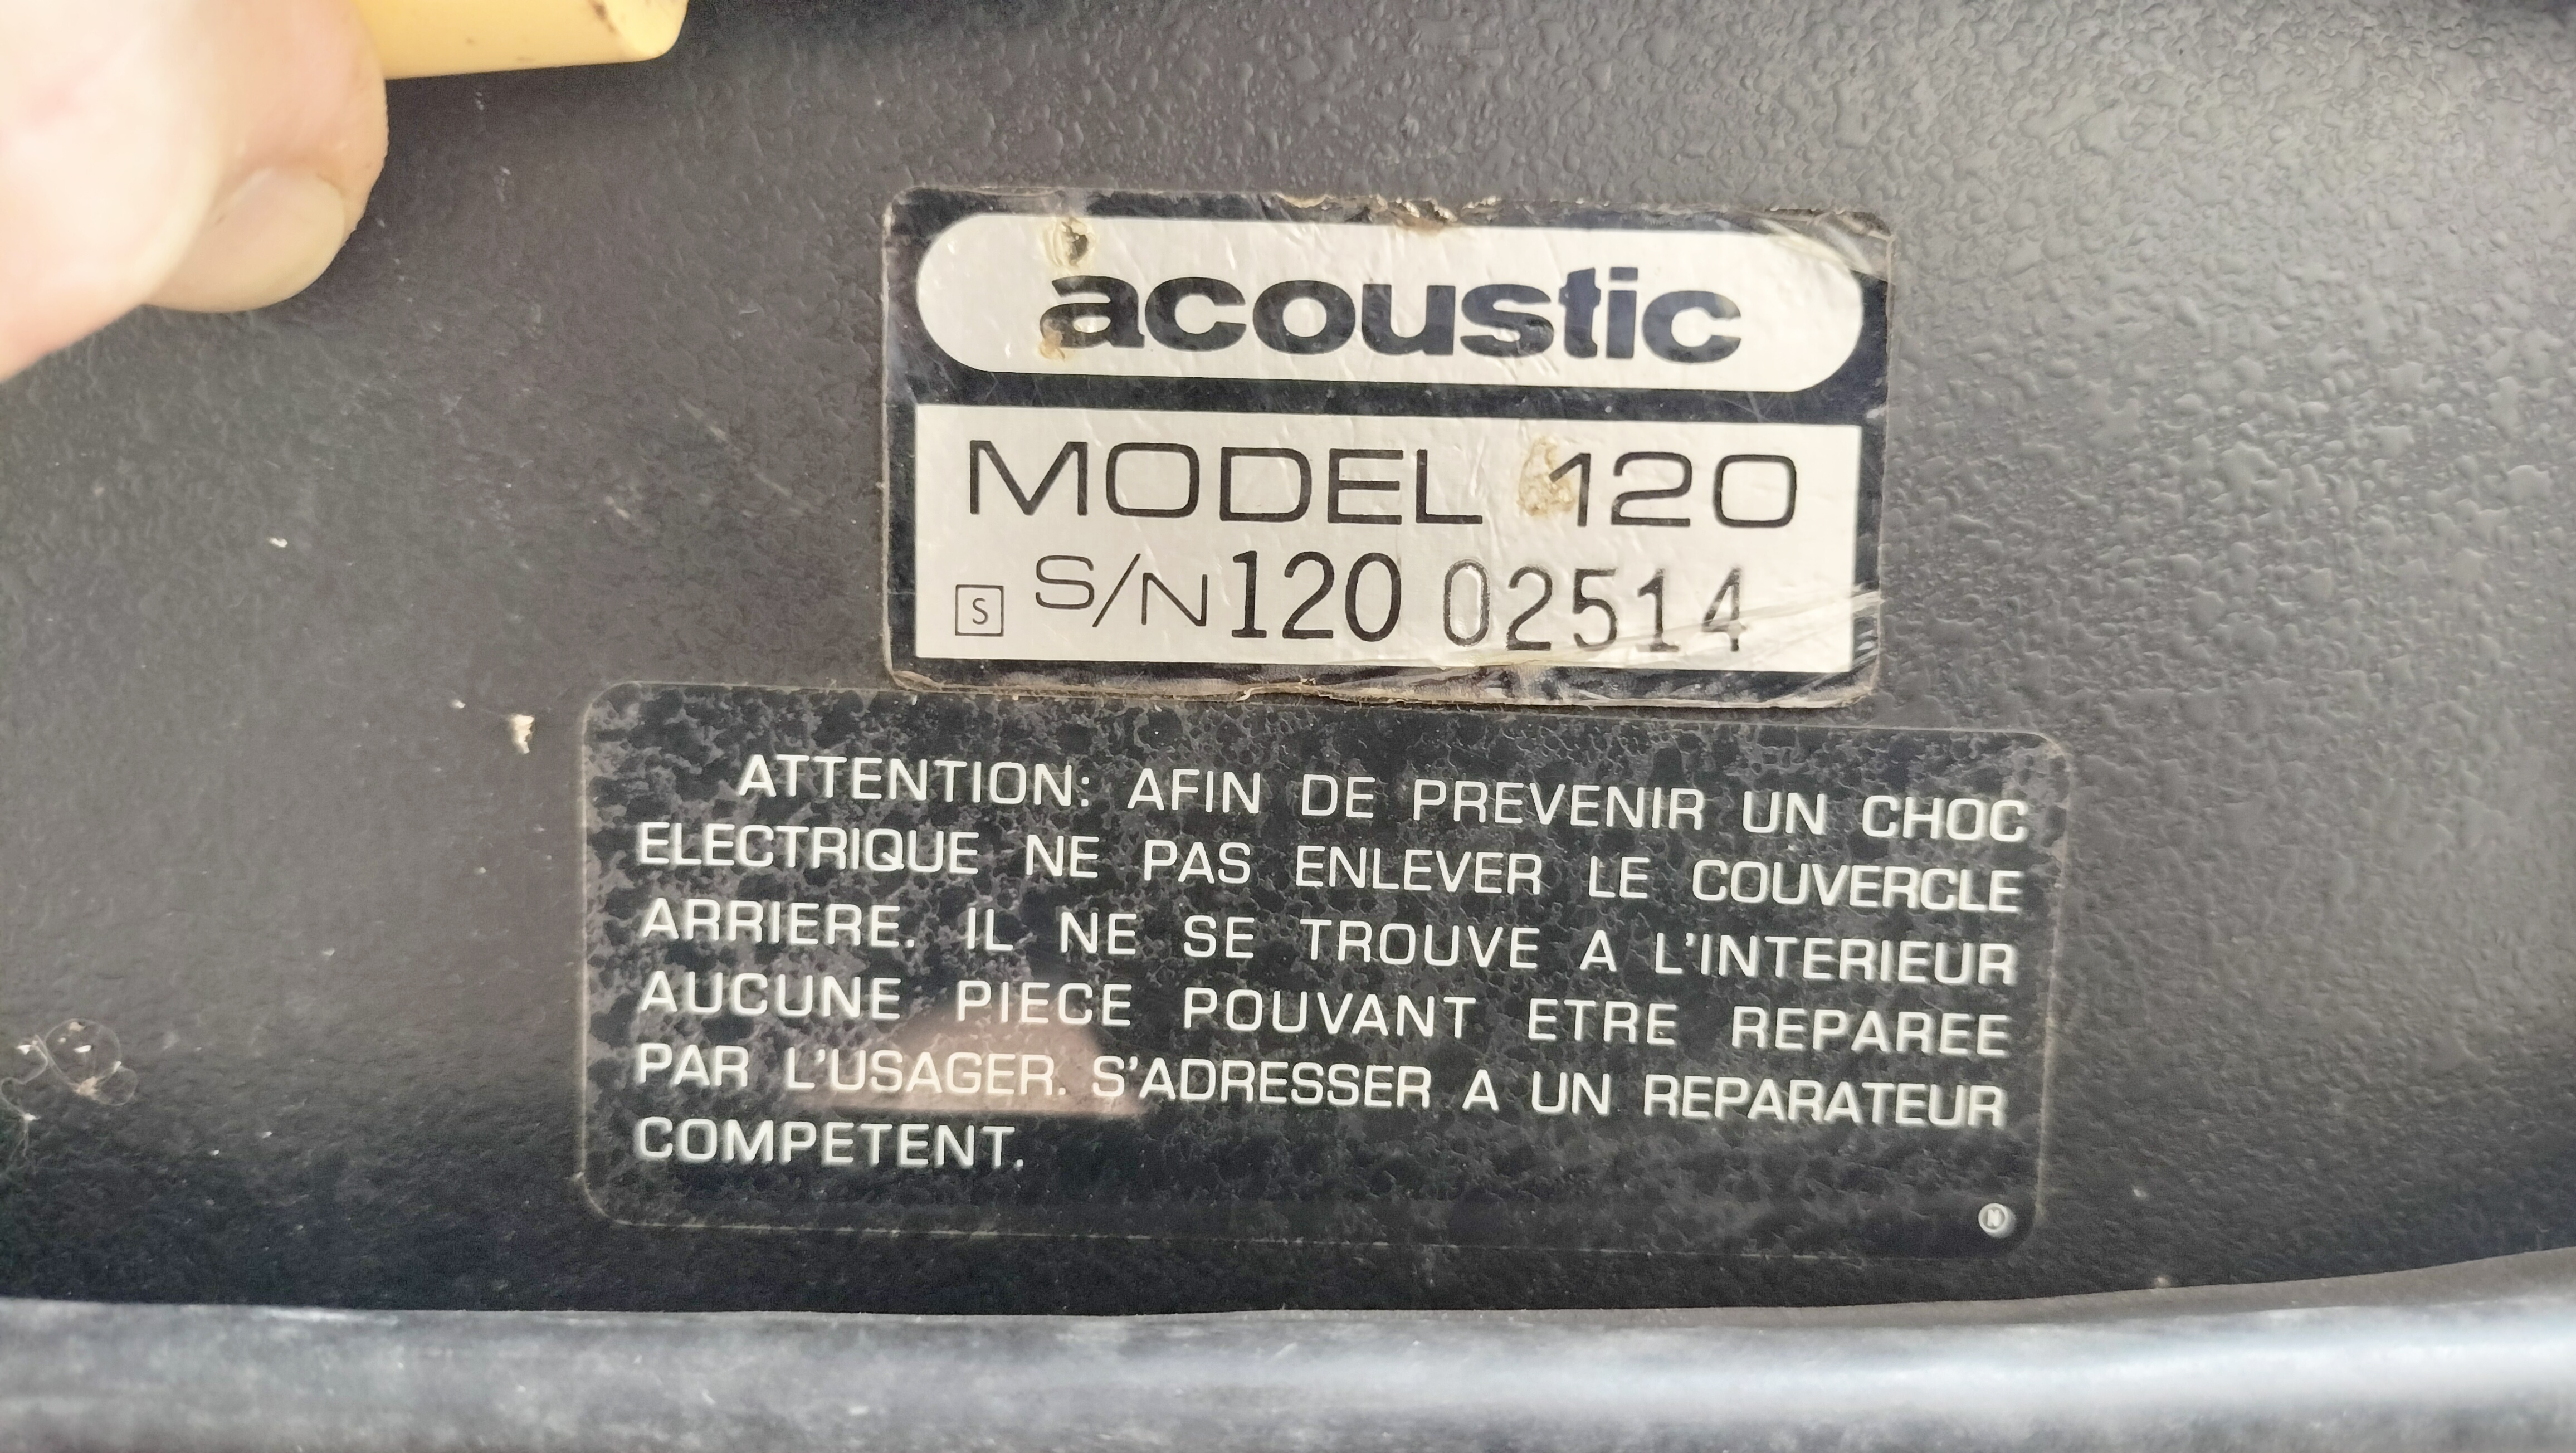 acoustic
MODEL 120
S S/N 120 02514
ATTENTION: AFIN DE PREVENIR UN CHOC
ELECTRIQUE NE PAS ENLEVER LE COUVERCLE
ARRIERE. IL NE SE TROUVE A L'INTERIEUR
AUCUNE PIECE POUVANT ETRE REPAREE
PAR L'USAGER. S'ADRESSER A UN REPARATEUR
COMPETENT.
N